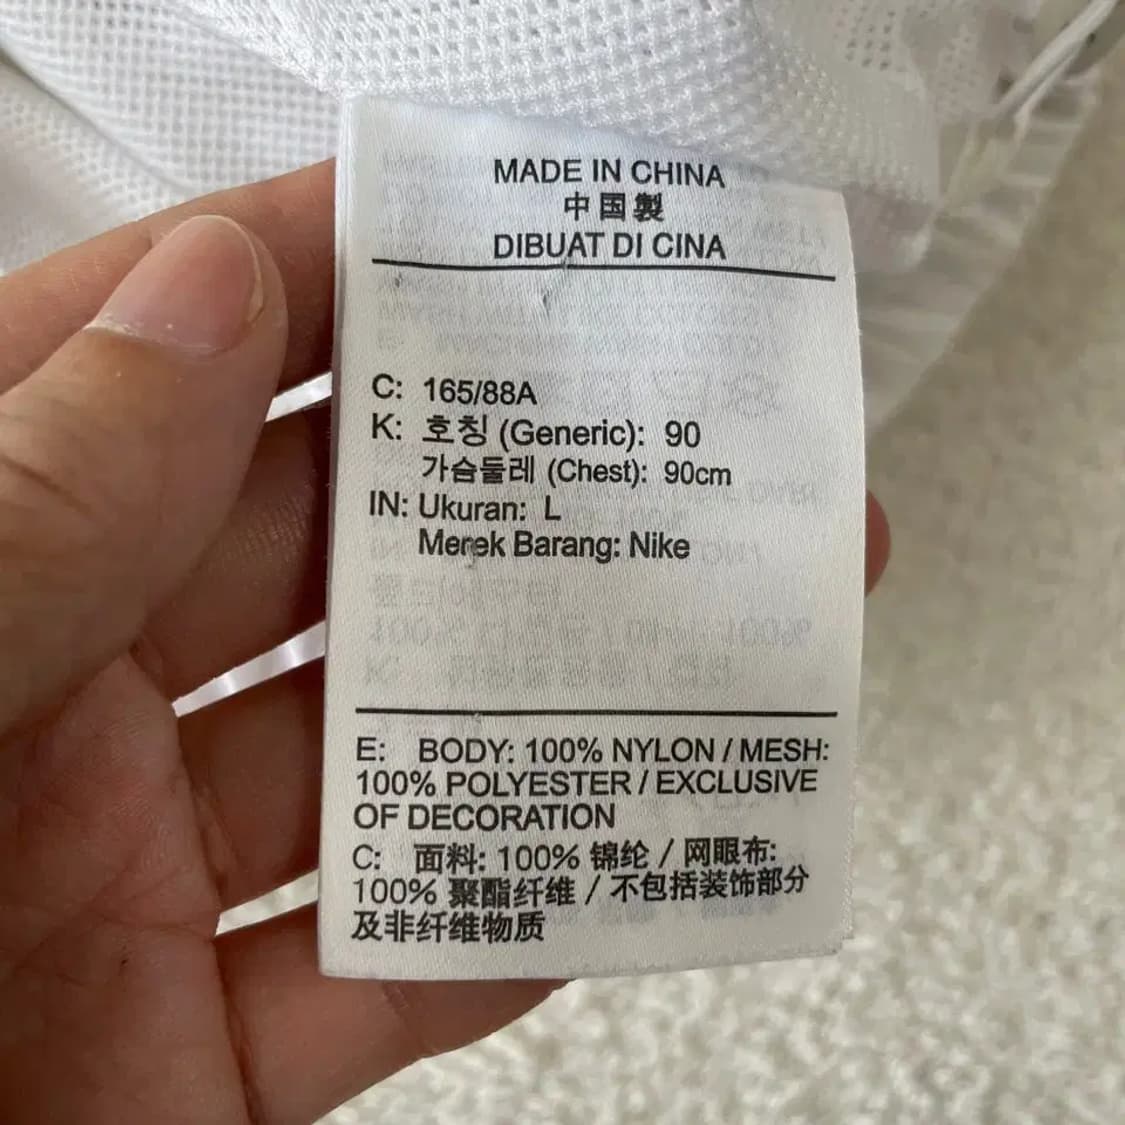 MADE IN CHINA
中国製
DIBUAT DI CINA
C: 165/88A
K: 호칭 (Generic): 90
가슴둘레 (Chest): 90cm
IN: Ukuran: L
Merek Barang: Nike
E: BODY: 100% NYLON / MESH:
100% POLYESTER / EXCLUSIVE
OF DECORATION
C: 面料: 100% 锦纶 / 网眼布:
100% 聚酯纤维 / 不包括装饰部分
及非纤维物质